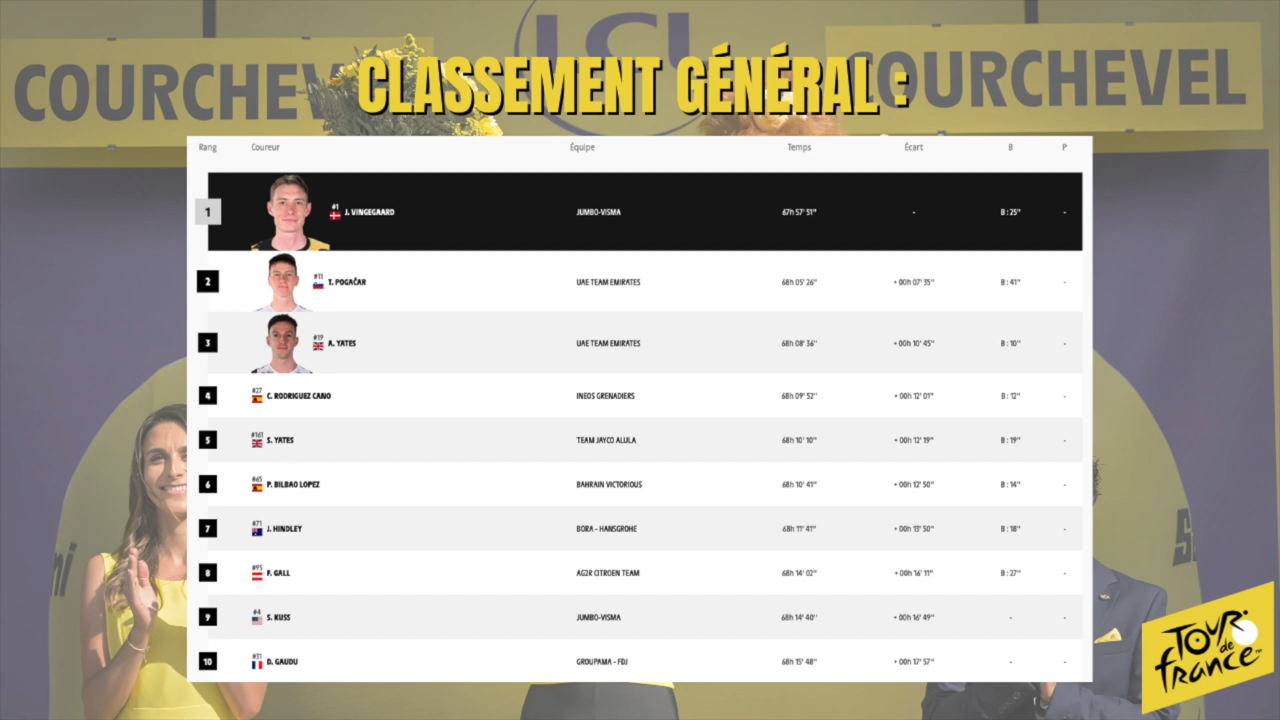 LCL
COURCHEV
COURCHEVEL
CLASSEMENT GÉNÉRAL :
Rang Coureur Équipe Temps Écart B P
1 #1 J. VINGEGAARD JUMBO-VISMA 67h 57' 51'' - B : 25'' -
2 #11 T. POGAČAR UAE TEAM EMIRATES 68h 05' 26'' + 00h 07' 35'' B : 41'' -
3 #19 A. YATES UAE TEAM EMIRATES 68h 08' 36'' + 00h 10' 45'' B : 10'' -
4 #27 C. RODRIGUEZ CANO INEOS GRENADIERS 68h 09' 52'' + 00h 12' 01'' B : 12'' -
5 #161 S. YATES TEAM JAYCO ALULA 68h 10' 10'' + 00h 12' 19'' B : 19'' -
6 #65 P. BILBAO LOPEZ BAHRAIN VICTORIOUS 68h 10' 41'' + 00h 12' 50'' B : 14'' -
7 #71 J. HINDLEY BORA - HANSGROHE 68h 11' 41'' + 00h 13' 50'' B : 18'' -
8 #95 F. GALL AG2R CITROEN TEAM 68h 14' 02'' + 00h 16' 11'' B : 27'' -
9 #4 S. KUSS JUMBO-VISMA 68h 14' 40'' + 00h 16' 49'' - -
10 #31 D. GAUDU GROUPAMA - FDJ 68h 15' 48'' + 00h 17' 57'' - -
TOUR
de
france™